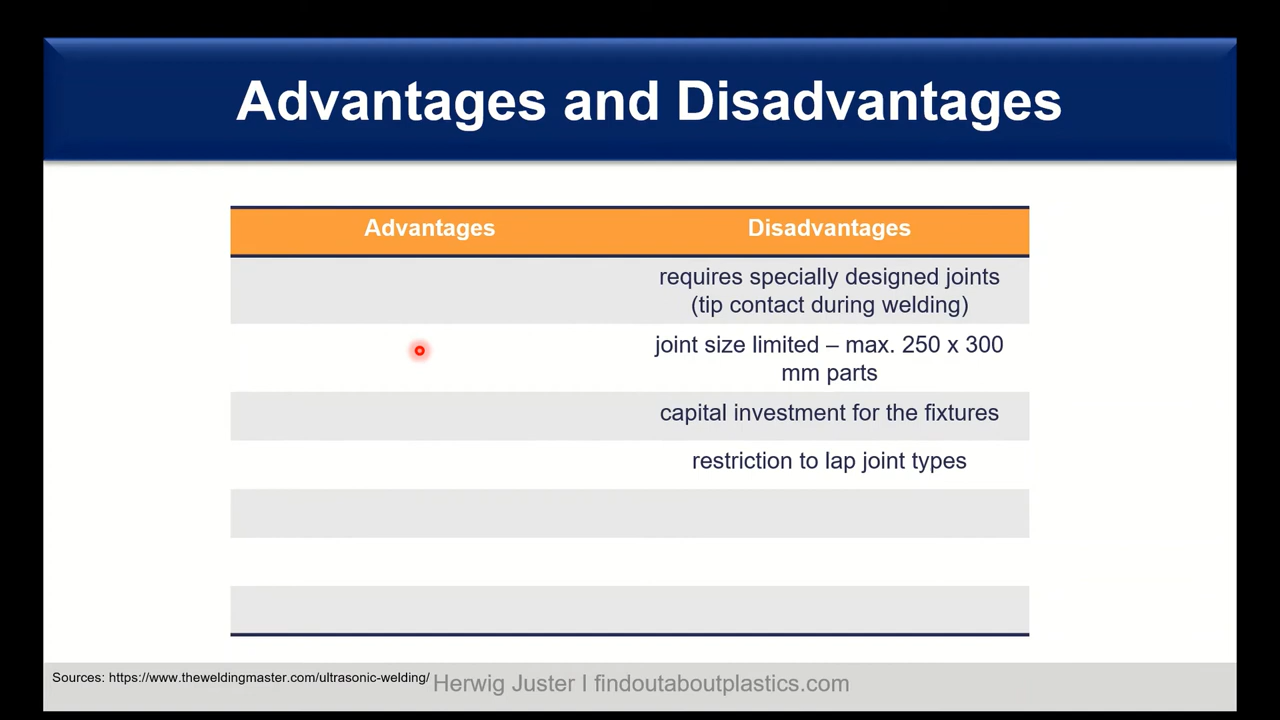 Advantages and Disadvantages
Advantages
Disadvantages
requires specially designed joints
(tip contact during welding)
joint size limited – max. 250 x 300
mm parts
capital investment for the fixtures
restriction to lap joint types
Sources: https://www.theweldingmaster.com/ultrasonic-welding/
Herwig Juster I findoutaboutplastics.com